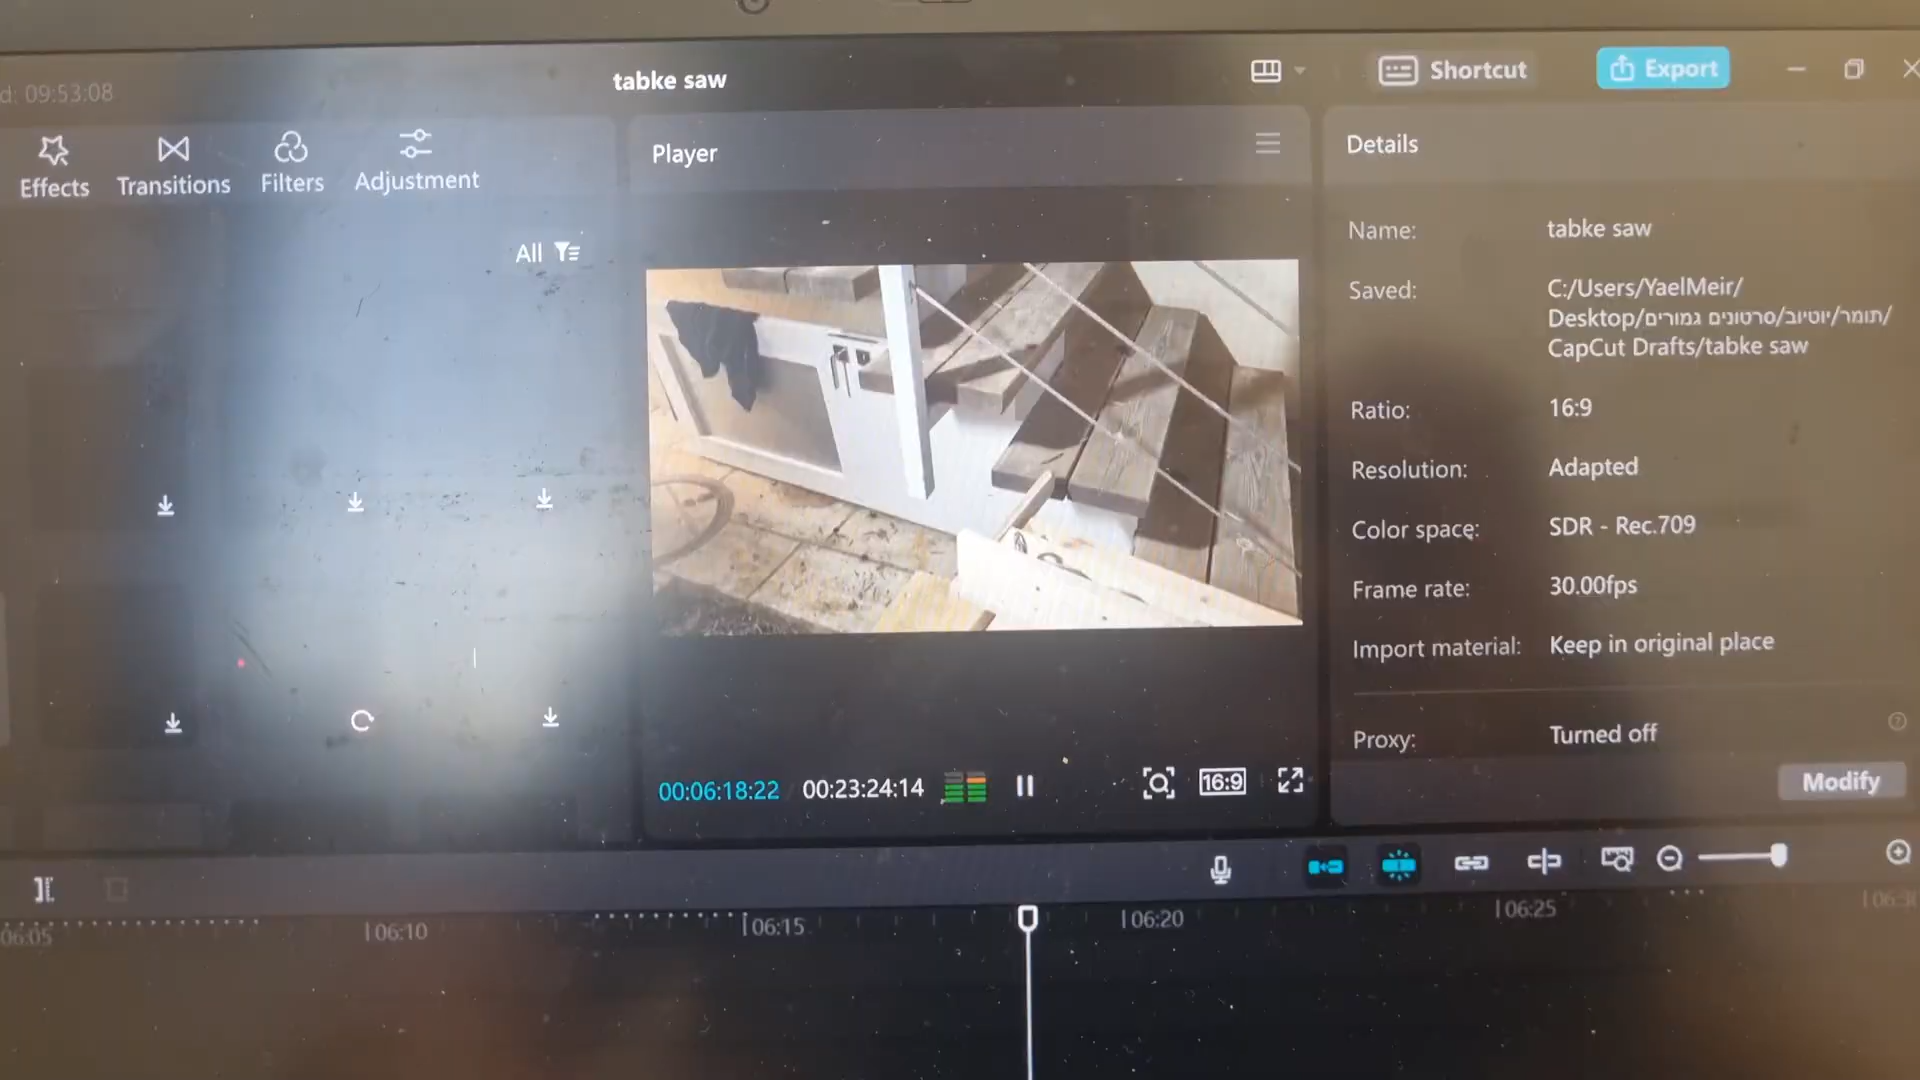 d: 09:53:08
tabke saw
Shortcut
Export
Effects
Transitions
Filters
Adjustment
All
Player
Details
Name:
tabke saw
Saved:
C:/Users/YaelMeir/
Desktop/תומר/יוטיוב/סרטונים גמורים/
CapCut Drafts/tabke saw
Ratio:
16:9
Resolution:
Adapted
Color space:
SDR - Rec.709
Frame rate:
30.00fps
Import material:
Keep in original place
Proxy:
Turned off
Modify
00:06:18:22
00:23:24:14
16:9
06:05
06:10
06:15
06:20
06:25
06:30